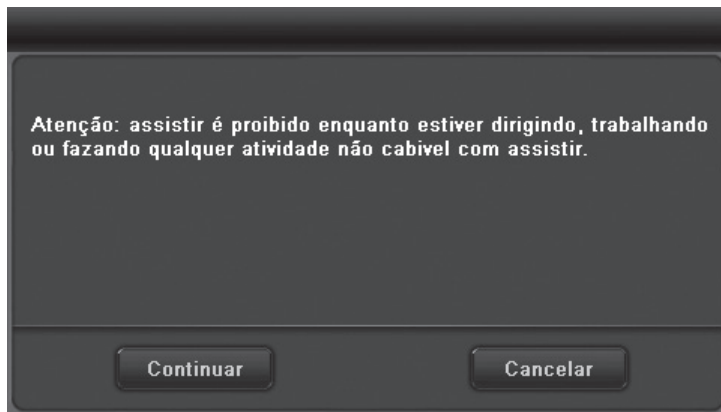 Atenção: assistir é proibido enquanto estiver dirigindo, trabalhando
ou fazando qualquer atividade não cabivel com assistir.
Continuar
Cancelar